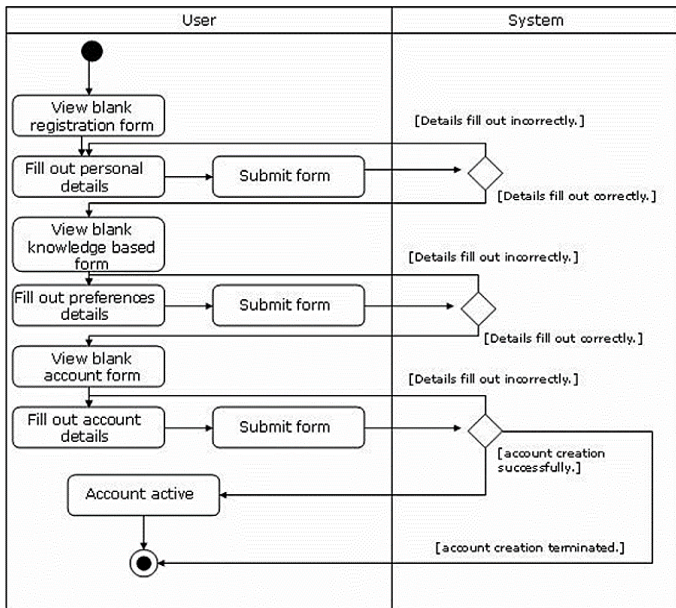 User
System
View blank
registration form
[Details fill out incorrectly.]
Fill out personal
details
Submit form
[Details fill out correctly.]
View blank
knowledge based
form
[Details fill out incorrectly.]
Fill out preferences
details
Submit form
[Details fill out correctly.]
View blank
account form
[Details fill out incorrectly.]
Fill out account
details
Submit form
[account creation
successfully.]
Account active
[account creation terminated.]